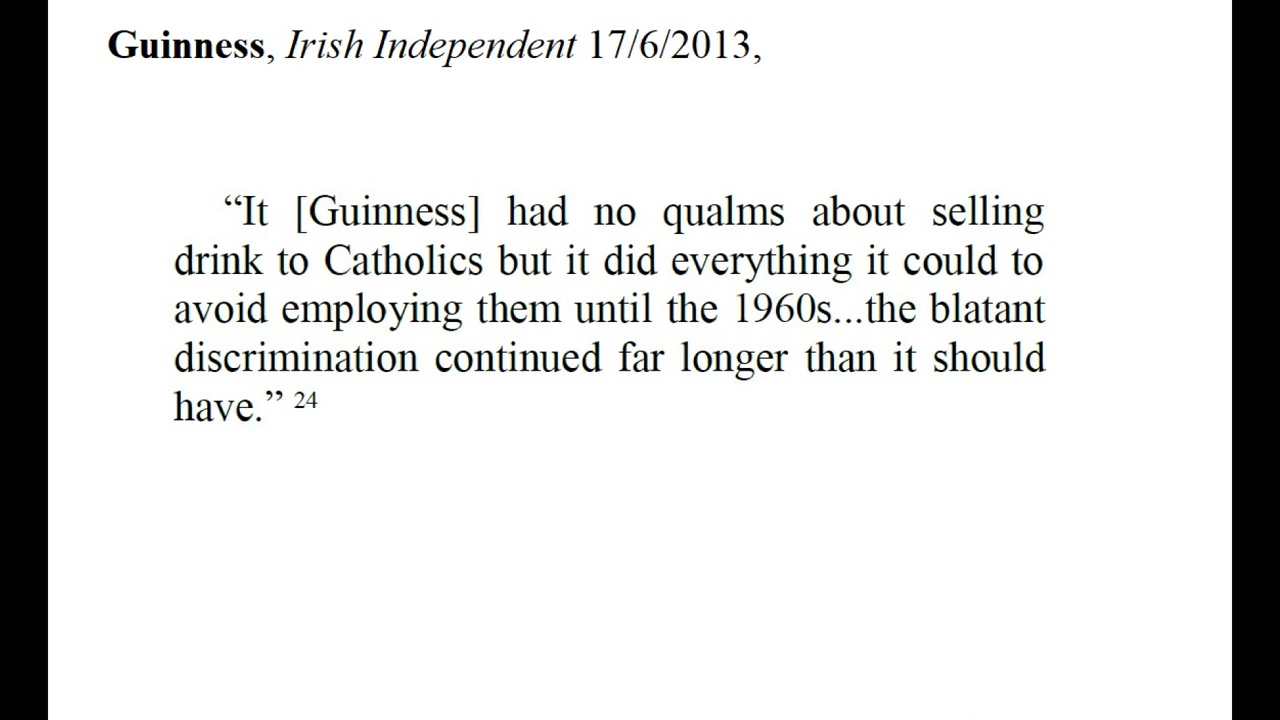 Guinness, Irish Independent 17/6/2013,
“It [Guinness] had no qualms about selling
drink to Catholics but it did everything it could to
avoid employing them until the 1960s...the blatant
discrimination continued far longer than it should
have.” 24